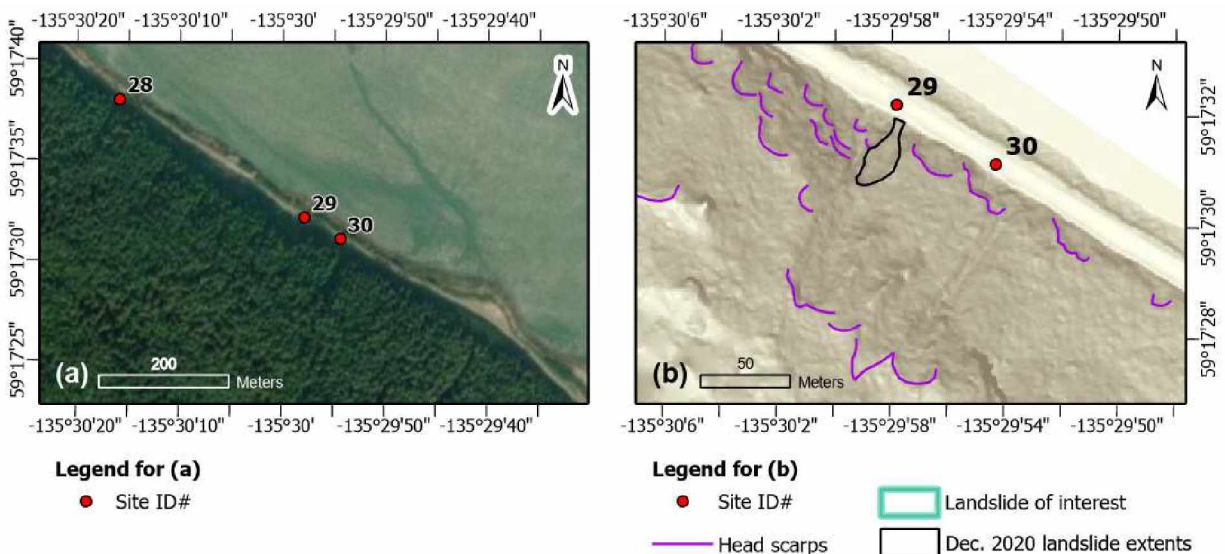 -135°30'20" -135°30'10" -135°30" -135°29'50" -135°29'40"
59°17'40"
59°17'35"
59°17'30"
59°17'25"
N
28
29
30
(a)
200
Meters
-135°30'20" -135°30'10" -135°30" -135°29'50" -135°29'40"
-135°30'6" -135°30'2" -135°29'58" -135°29'54" -135°29'50"
N
29
30
59°17'32"
59°17'30"
59°17'28"
(b)
50
Meters
-135°30'6" -135°30'2" -135°29'58" -135°29'54" -135°29'50"
Legend for (a)
Site ID#
Legend for (b)
Site ID#
Landslide of interest
Head scarps
Dec. 2020 landslide extents